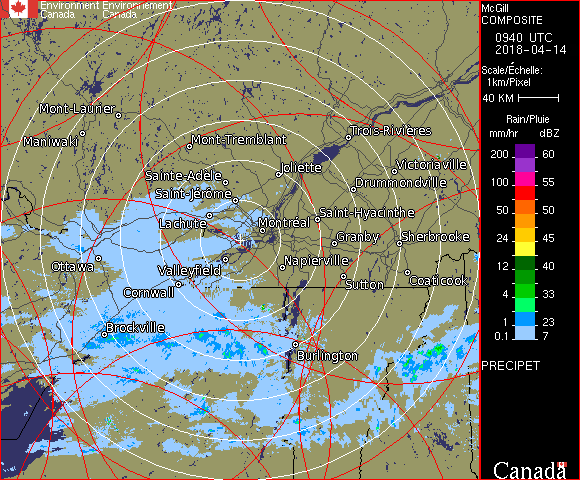 Environment Environnement
Canada Canada
McGill
COMPOSITE
0940 UTC
2018-04-14
Scale/Échelle:
1km/Pixel
40 KM
Rain/Pluie
mm/hr dBZ
200 60
100 55
50 50
24 45
12 40
4 33
1 23
0.1 7
PRECIPET
Canada
Mont-Laurier
Maniwaki
Mont-Tremblant
Trois-Rivières
Sainte-Adèle
Joliette
Victoriaville
Saint-Jérôme
Drummondville
Lachute
Montréal
Saint-Hyacinthe
Granby
Sherbrooke
Ottawa
Valleyfield
Napierville
Cornwall
Sutton
Coaticook
Brockville
Burlington